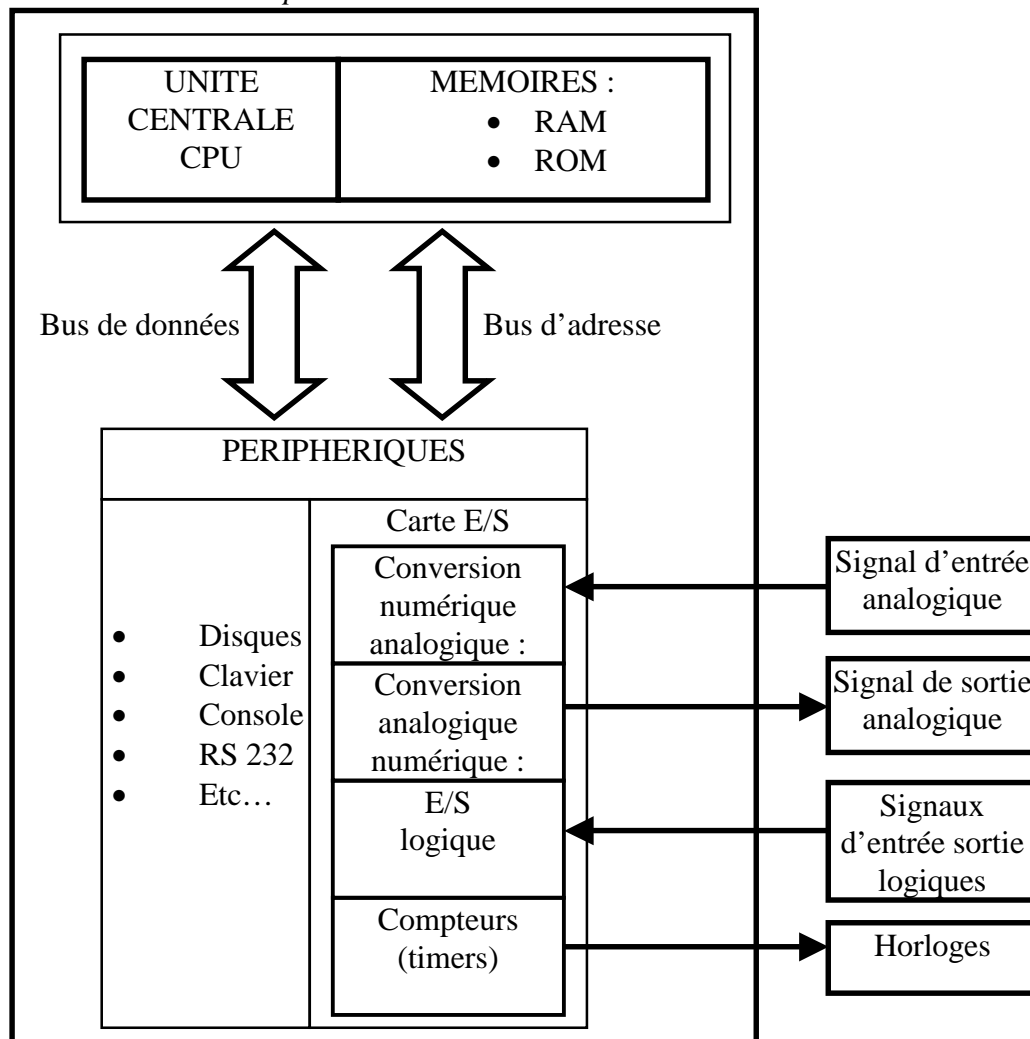 UNITE
CENTRALE
CPU
MEMOIRES :
• RAM
• ROM
Bus de données
Bus d’adresse
PERIPHERIQUES
• Disques
• Clavier
• Console
• RS 232
• Etc…
Carte E/S
Conversion
numérique
analogique :
Conversion
analogique
numérique :
E/S
logique
Compteurs
(timers)
Signal d’entrée
analogique
Signal de sortie
analogique
Signaux
d’entrée sortie
logiques
Horloges